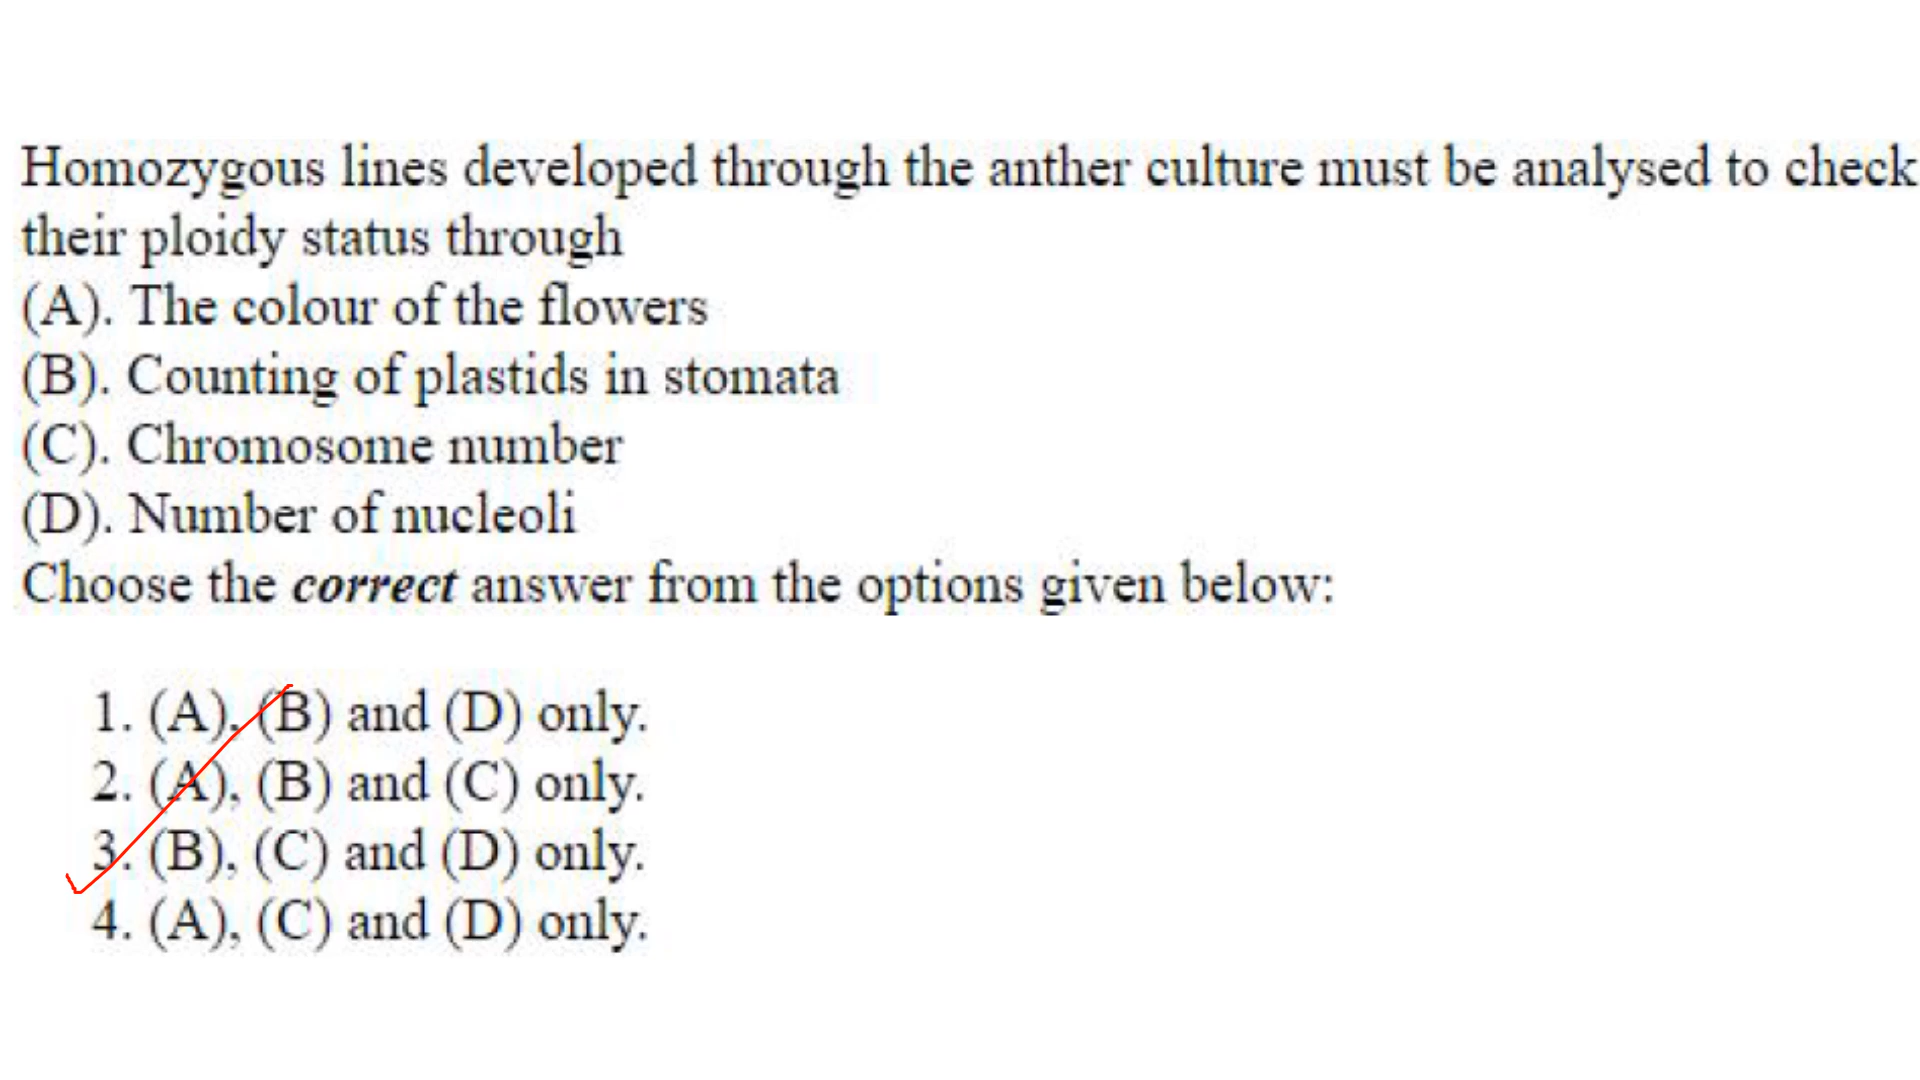 Homozygous lines developed through the anther culture must be analysed to check
their ploidy status through
(A). The colour of the flowers
(B). Counting of plastids in stomata
(C). Chromosome number
(D). Number of nucleoli
Choose the correct answer from the options given below:
1. (A), (B) and (D) only.
2. (A), (B) and (C) only.
3. (B), (C) and (D) only.
4. (A), (C) and (D) only.